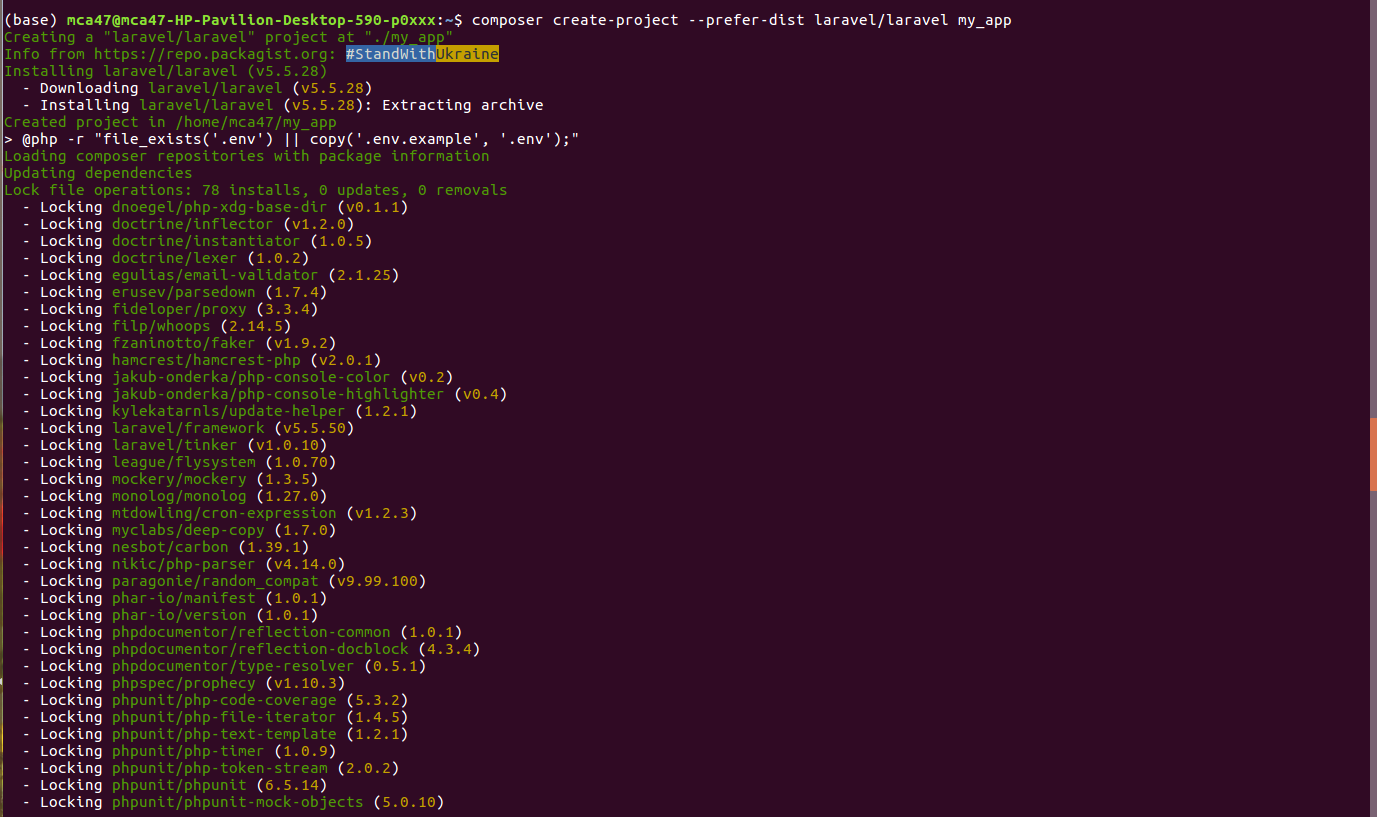 (base) mca47@mca47-HP-Pavilion-Desktop-590-p0xxx:~$ composer create-project --prefer-dist laravel/laravel my_app
Creating a "laravel/laravel" project at "./my_app"
Info from https://repo.packagist.org: #StandWithUkraine
Installing laravel/laravel (v5.5.28)
  - Downloading laravel/laravel (v5.5.28)
  - Installing laravel/laravel (v5.5.28): Extracting archive
Created project in /home/mca47/my_app
> @php -r "file_exists('.env') || copy('.env.example', '.env');"
Loading composer repositories with package information
Updating dependencies
Lock file operations: 78 installs, 0 updates, 0 removals
  - Locking dnoegel/php-xdg-base-dir (v0.1.1)
  - Locking doctrine/inflector (v1.2.0)
  - Locking doctrine/instantiator (1.0.5)
  - Locking doctrine/lexer (1.0.2)
  - Locking egulias/email-validator (2.1.25)
  - Locking erusev/parsedown (1.7.4)
  - Locking fideloper/proxy (3.3.4)
  - Locking filp/whoops (2.14.5)
  - Locking fzaninotto/faker (v1.9.2)
  - Locking hamcrest/hamcrest-php (v2.0.1)
  - Locking jakub-onderka/php-console-color (v0.2)
  - Locking jakub-onderka/php-console-highlighter (v0.4)
  - Locking kylekatarnls/update-helper (1.2.1)
  - Locking laravel/framework (v5.5.50)
  - Locking laravel/tinker (v1.0.10)
  - Locking league/flysystem (1.0.70)
  - Locking mockery/mockery (1.3.5)
  - Locking monolog/monolog (1.27.0)
  - Locking mtdowling/cron-expression (v1.2.3)
  - Locking myclabs/deep-copy (1.7.0)
  - Locking nesbot/carbon (1.39.1)
  - Locking nikic/php-parser (v4.14.0)
  - Locking paragonie/random_compat (v9.99.100)
  - Locking phar-io/manifest (1.0.1)
  - Locking phar-io/version (1.0.1)
  - Locking phpdocumentor/reflection-common (1.0.1)
  - Locking phpdocumentor/reflection-docblock (4.3.4)
  - Locking phpdocumentor/type-resolver (0.5.1)
  - Locking phpspec/prophecy (v1.10.3)
  - Locking phpunit/php-code-coverage (5.3.2)
  - Locking phpunit/php-file-iterator (1.4.5)
  - Locking phpunit/php-text-template (1.2.1)
  - Locking phpunit/php-timer (1.0.9)
  - Locking phpunit/php-token-stream (2.0.2)
  - Locking phpunit/phpunit (6.5.14)
  - Locking phpunit/phpunit-mock-objects (5.0.10)